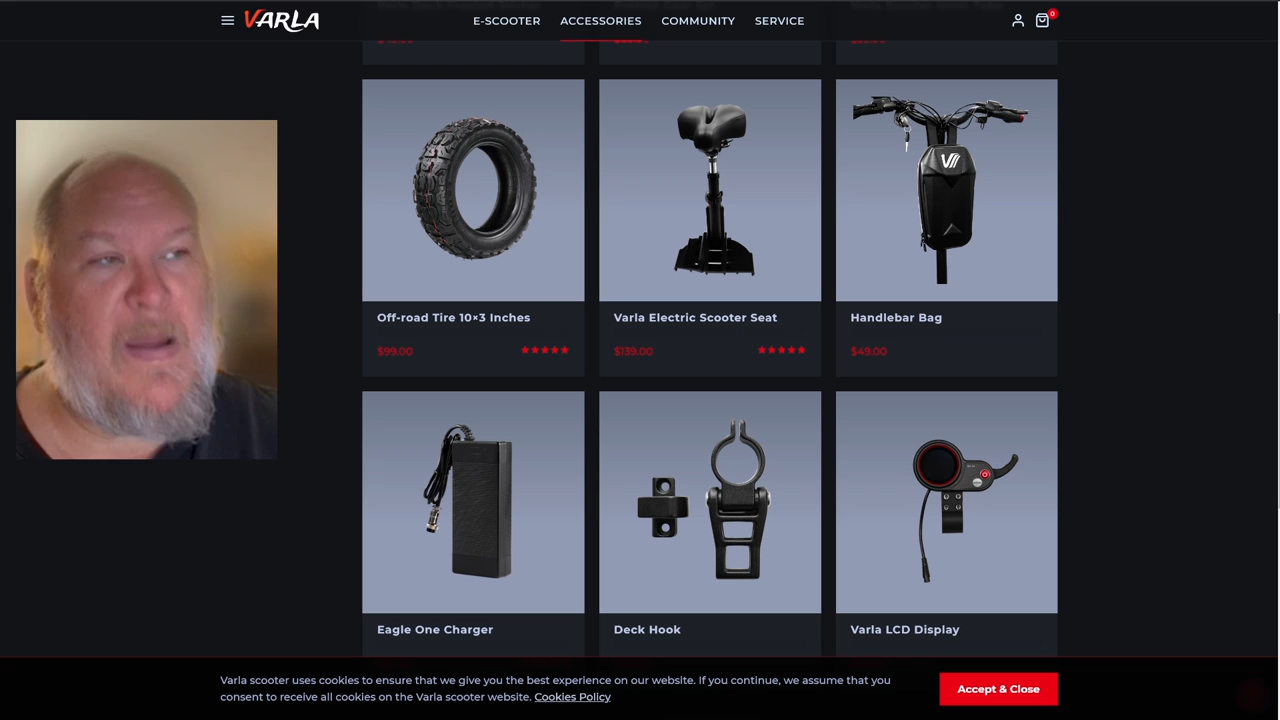 VARLA
E-SCOOTER
ACCESSORIES
COMMUNITY
SERVICE
0
Off-road Tire 10×3 Inches
$99.00
Varla Electric Scooter Seat
$139.00
Handlebar Bag
$49.00
Eagle One Charger
Deck Hook
Varla LCD Display
Varla scooter uses cookies to ensure that we give you the best experience on our website. If you continue, we assume that you
consent to receive all cookies on the Varla scooter website. Cookies Policy
Accept & Close